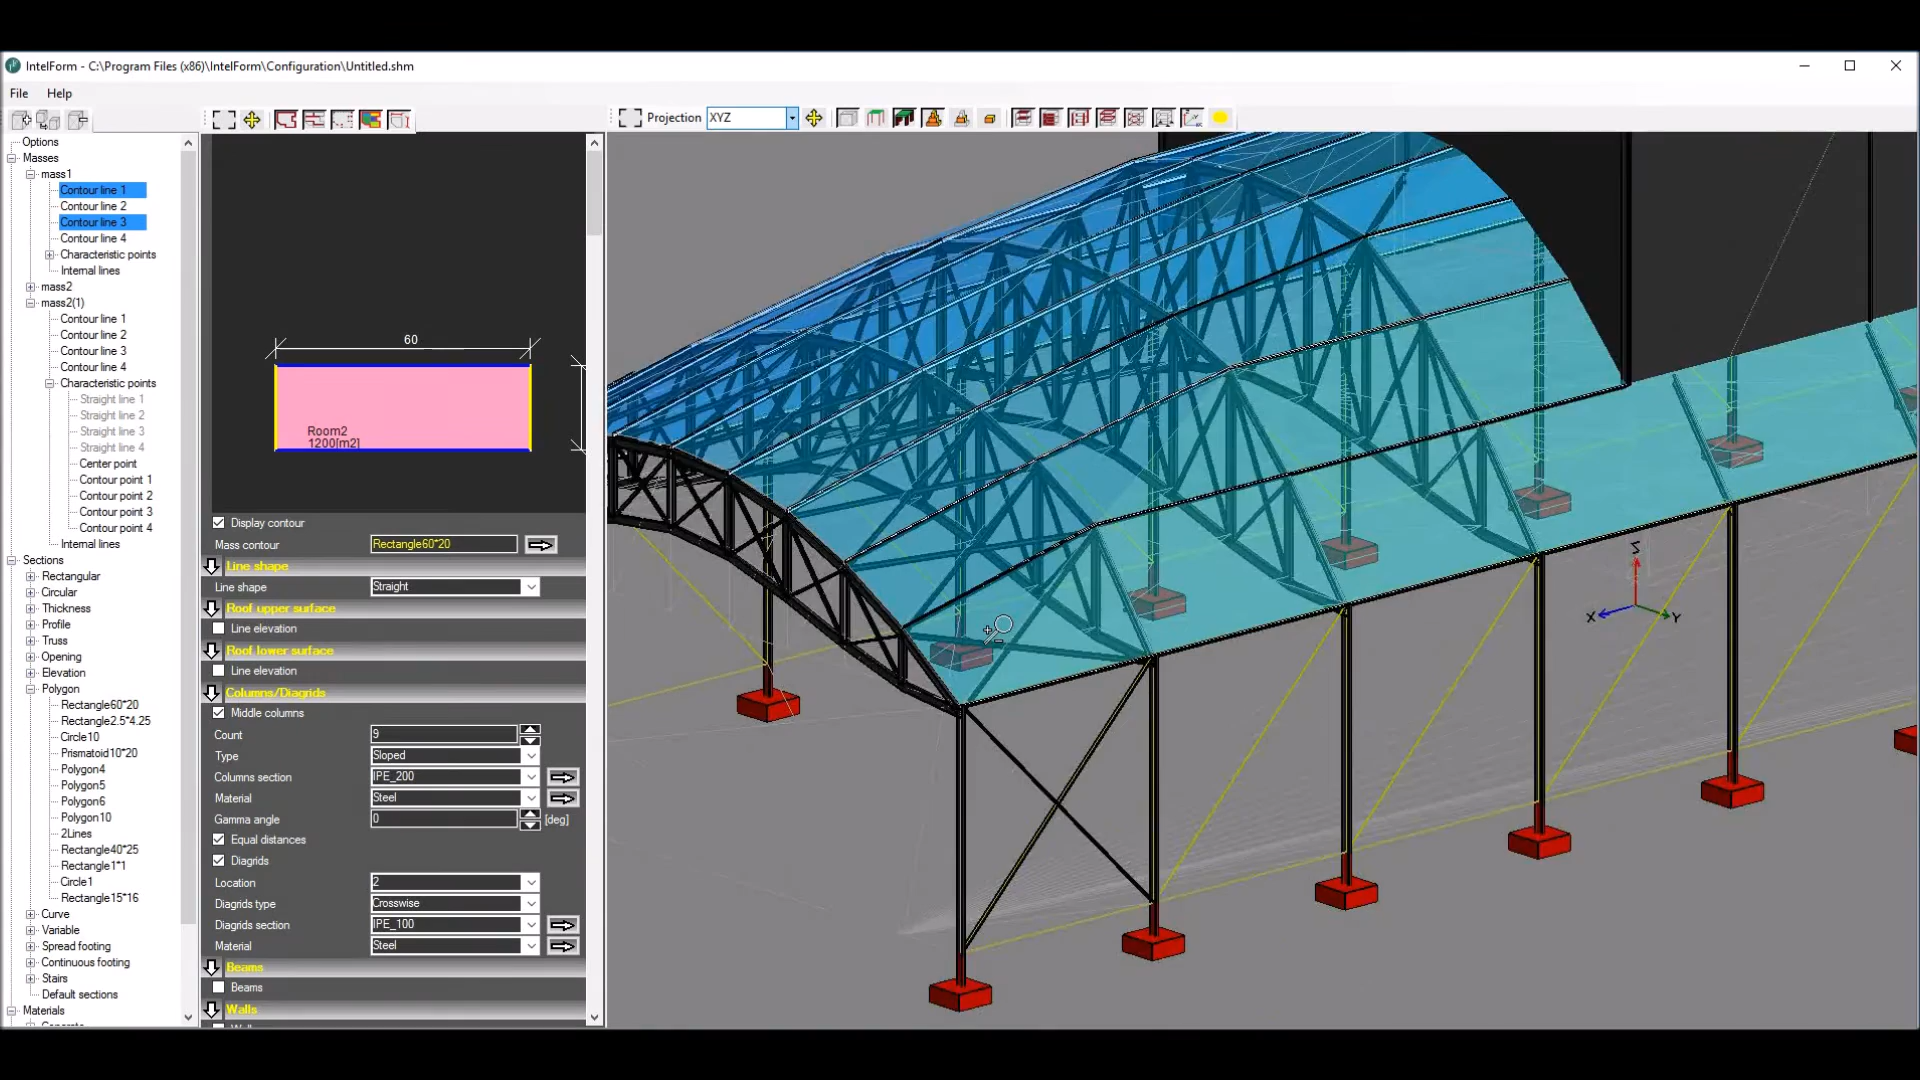 IntelForm - C:\Program Files (x86)\IntelForm\Configuration\Untitled.shm
File Help
Projection XYZ
Options
Masses
mass1
Contour line 1
Contour line 2
Contour line 3
Contour line 4
Characteristic points
Internal lines
mass2
mass2(1)
Contour line 1
Contour line 2
Contour line 3
Contour line 4
Characteristic points
Straight line 1
Straight line 2
Straight line 3
Straight line 4
Center point
Contour point 1
Contour point 2
Contour point 3
Contour point 4
Internal lines
Sections
Rectangular
Circular
Thickness
Profile
Truss
Opening
Elevation
Polygon
Rectangle60*20
Rectangle2.5*4.25
Circle10
Prismatoid10*20
Polygon4
Polygon5
Polygon6
Polygon10
2Lines
Rectangle40*25
Rectangle1*1
Circle1
Rectangle15*16
Curve
Variable
Spread footing
Continuous footing
Stairs
Default sections
Materials
60
Room2
1200[m2]
Display contour
Mass contour Rectangle60*20
Line shape
Line shape Straight
Roof upper surface
Line elevation
Roof lower surface
Line elevation
Columns/Diagrids
Middle columns
Count 9
Type Sloped
Columns section IPE_200
Material Steel
Gamma angle 0 [deg]
Equal distances
Diagrids
Location 2
Diagrids type Crosswise
Diagrids section IPE_100
Material Steel
Beams
Beams
Walls
Z
X
Y